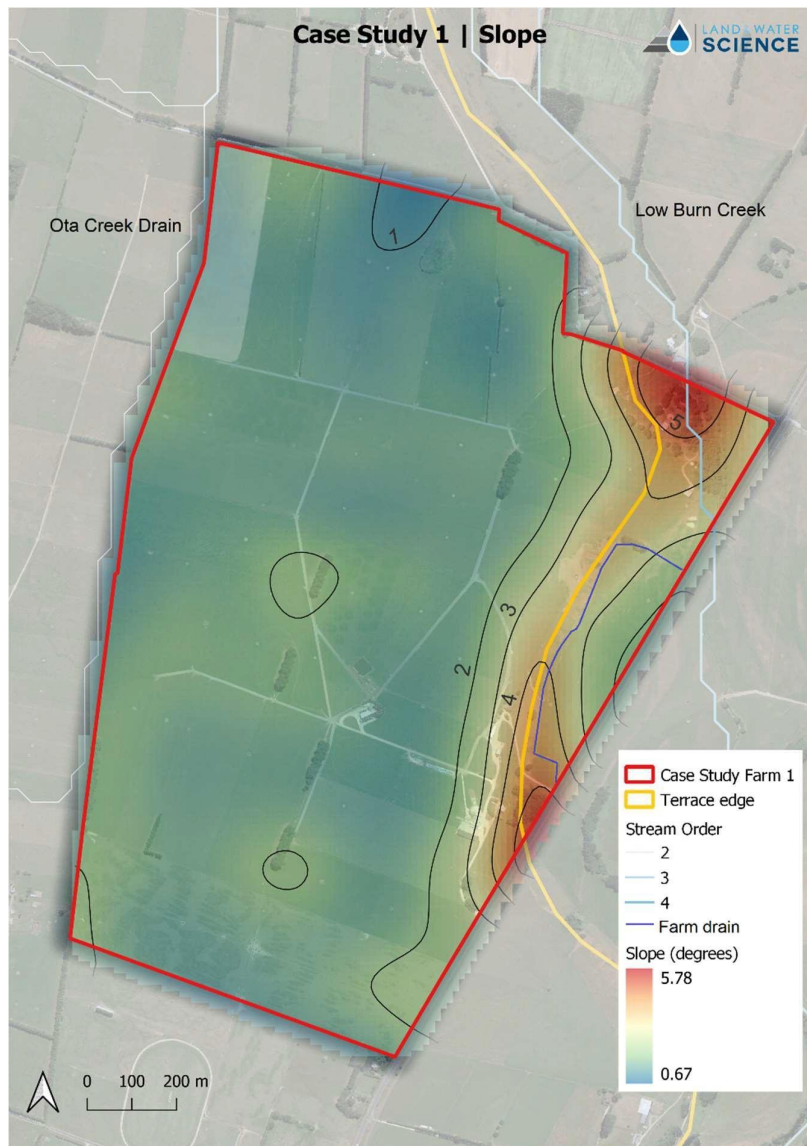 Case Study 1 | Slope
LAND & WATER
SCIENCE
Ota Creek Drain
Low Burn Creek
1
5
3
2
4
Case Study Farm 1
Terrace edge
Stream Order
2
3
4
Farm drain
Slope (degrees)
5.78
0.67
0 100 200 m